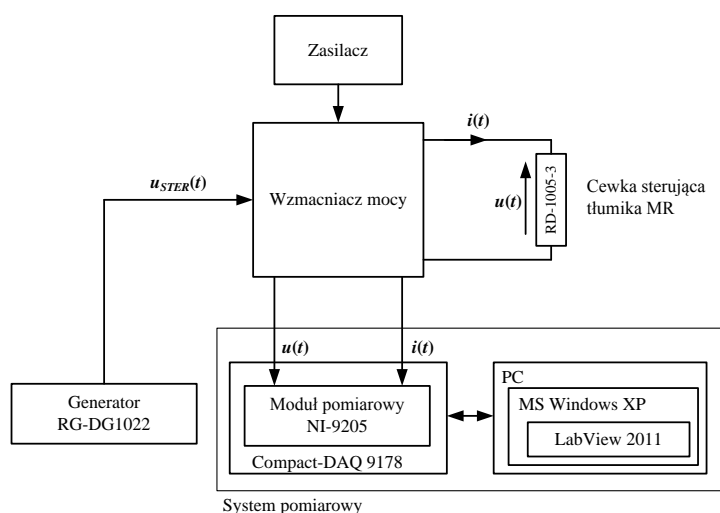 Zasilacz
i(t)
u_STER(t)
Wzmacniacz mocy
u(t)
RD-1005-3
Cewka sterująca
tłumika MR
u(t)
i(t)
Generator
RG-DG1022
Moduł pomiarowy
NI-9205
Compact-DAQ 9178
PC
MS Windows XP
LabView 2011
System pomiarowy